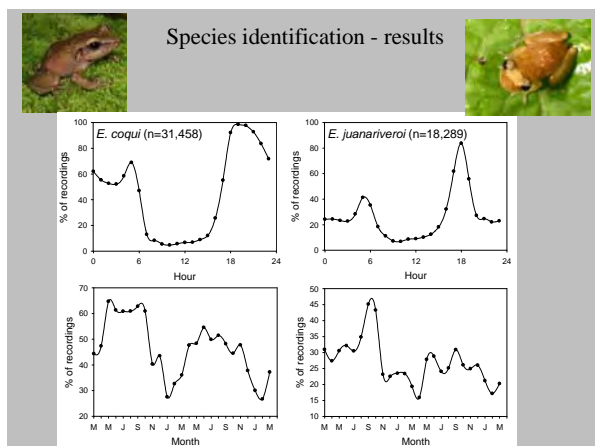 Species identification - results
E. coqui (n=31,458)
100
80
60
40
20
0
% of recordings
0 6 12 18 24
Hour
E. juanariveroi (n=18,289)
100
80
60
40
20
0
% of recordings
0 6 12 18 24
Hour
70
60
50
40
30
20
% of recordings
M M J S N J M M J S N J M
Month
50
45
40
35
30
25
20
15
10
% of recordings
M M J S N J M M J S N J M
Month